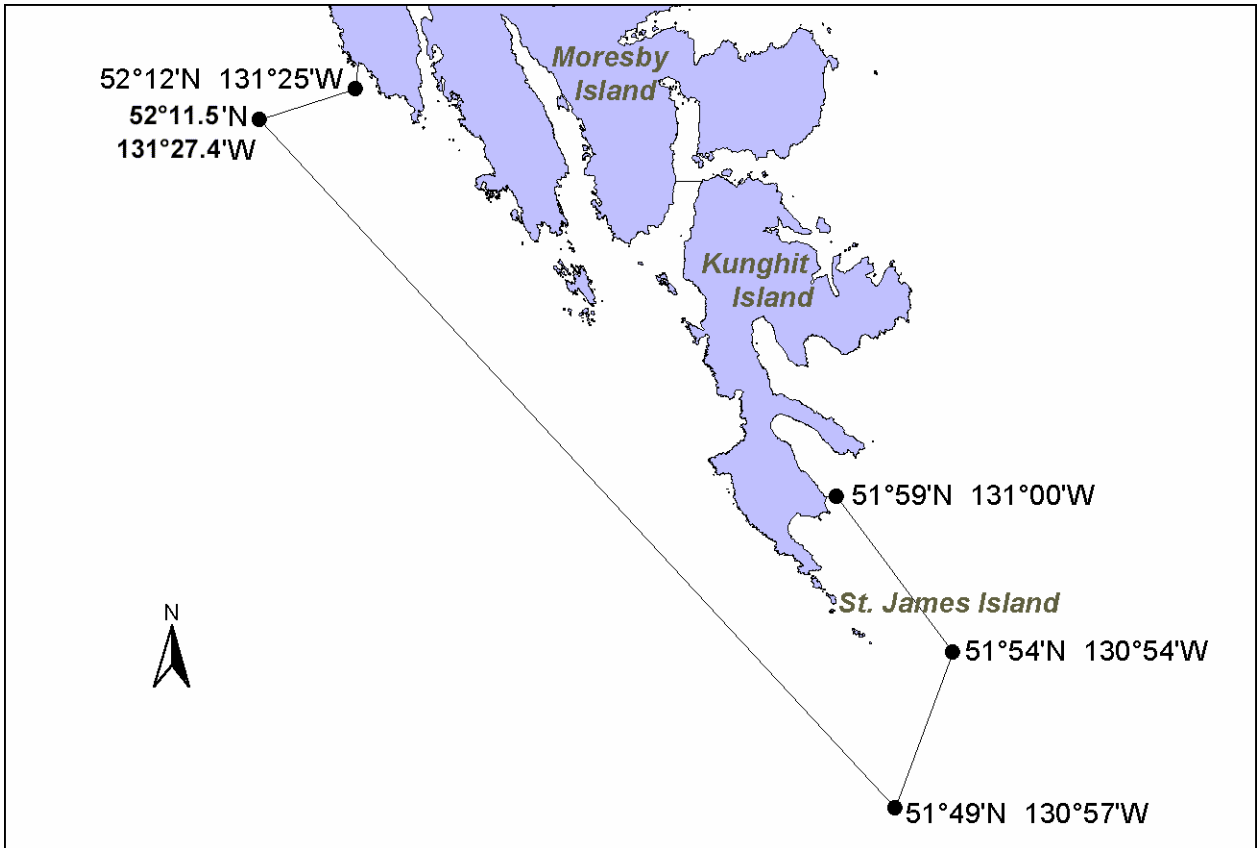 Moresby
Island
52°12'N 131°25'W
52°11.5'N
131°27.4'W
Kunghit
Island
51°59'N 131°00'W
St. James Island
N
51°54'N 130°54'W
51°49'N 130°57'W